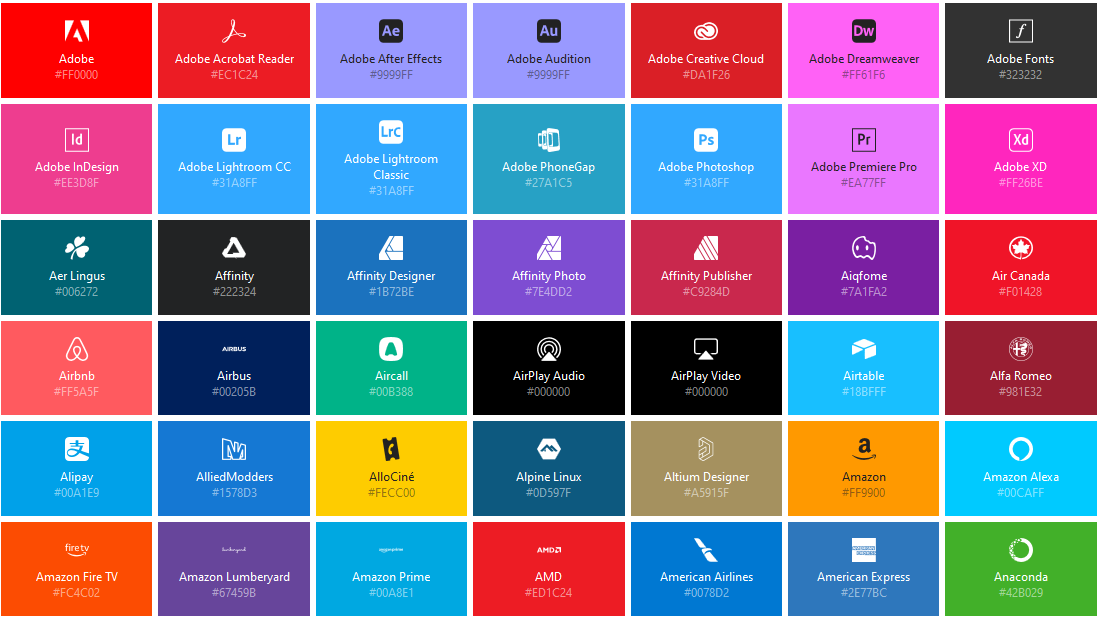 Adobe
#FF0000
Adobe Acrobat Reader
#EC1C24
Ae
Adobe After Effects
#9999FF
Au
Adobe Audition
#9999FF
Adobe Creative Cloud
#DA1F26
Dw
Adobe Dreamweaver
#FF61F6
f
Adobe Fonts
#323232
Id
Adobe InDesign
#EE3D8F
Lr
Adobe Lightroom CC
#31A8FF
LrC
Adobe Lightroom
Classic
#31A8FF
Adobe PhoneGap
#27A1C5
Ps
Adobe Photoshop
#31A8FF
Pr
Adobe Premiere Pro
#EA77FF
Xd
Adobe XD
#FF26BE
Aer Lingus
#006272
Affinity
#222324
Affinity Designer
#1B72BE
Affinity Photo
#7E4DD2
Affinity Publisher
#C9284D
Aiqfome
#7A1FA2
Air Canada
#F01428
Airbnb
#FF5A5F
AIRBUS
Airbus
#00205B
Aircall
#00B388
AirPlay Audio
#000000
AirPlay Video
#000000
Airtable
#18BFFF
Alfa Romeo
#981E32
支
Alipay
#00A1E9
AlliedModders
#1578D3
AlloCiné
#FECC00
Alpine Linux
#0D597F
Altium Designer
#A5915F
a
Amazon
#FF9900
Amazon Alexa
#00CAFF
firetv
Amazon Fire TV
#FC4C02
Amazon Lumberyard
#67459B
Amazon Prime
#00A8E1
AMD
AMD
#ED1C24
American Airlines
#0078D2
American Express
#2E77BC
Anaconda
#42B029